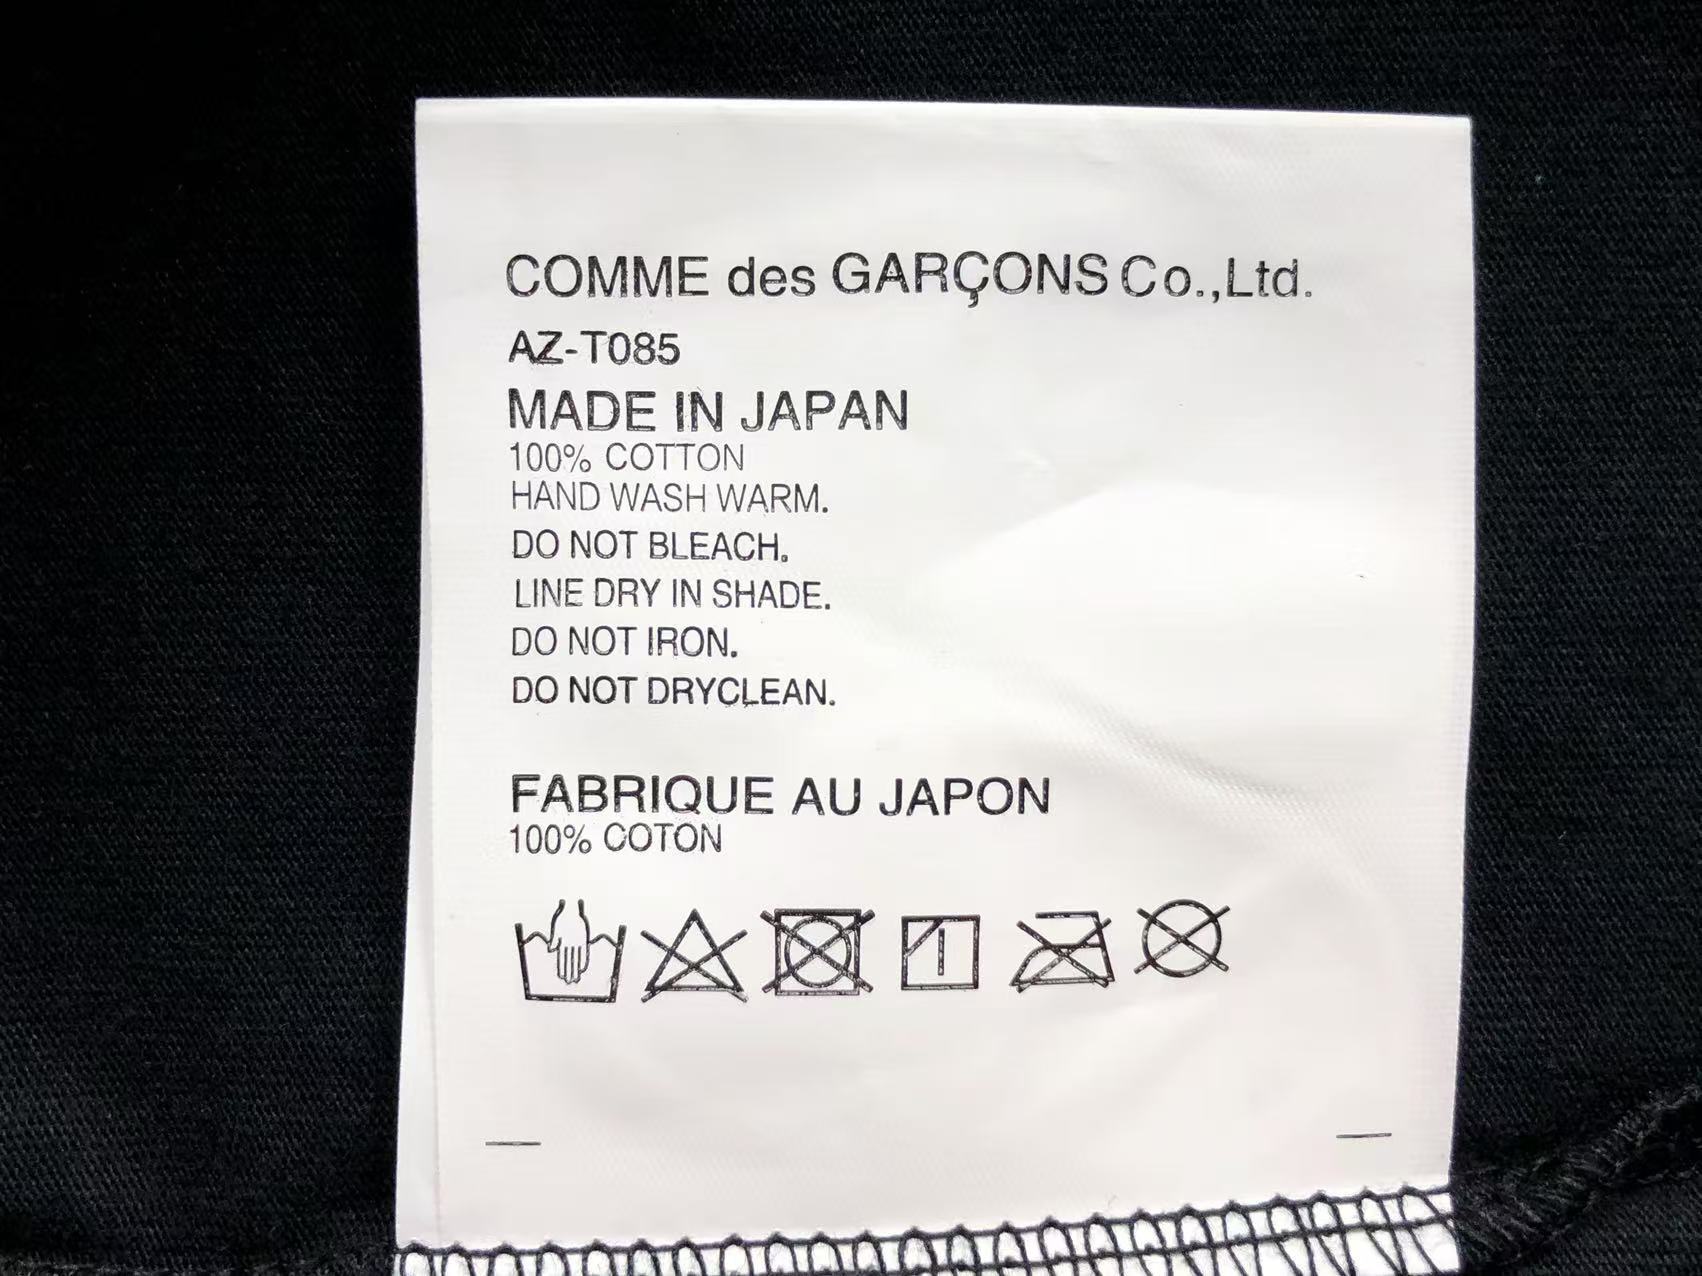 COMME des GARÇONS Co.,Ltd.
AZ-T085
MADE IN JAPAN
100% COTTON
HAND WASH WARM.
DO NOT BLEACH.
LINE DRY IN SHADE.
DO NOT IRON.
DO NOT DRYCLEAN.
FABRIQUE AU JAPON
100% COTON